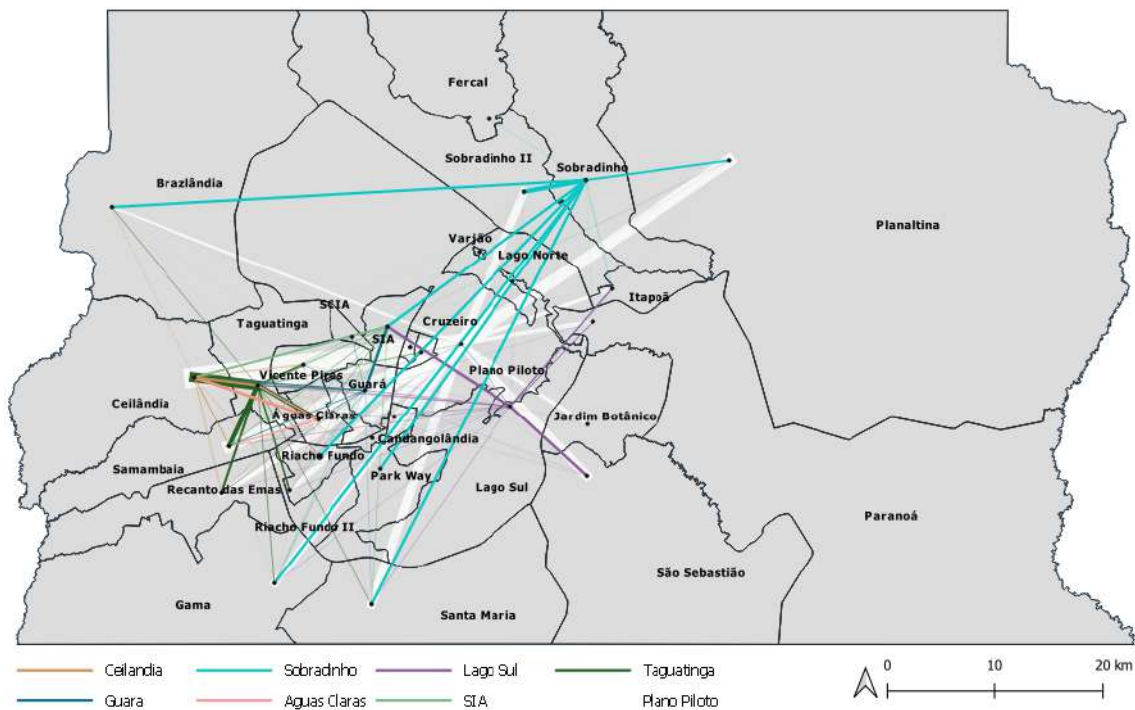 Fercal
Sobradinho II
Sobradinho
Brazlândia
Planaltina
Varjão
Lago Norte
Itapoã
SCIA
Taguatinga
Cruzeiro
SIA
Vicente Pires
Plano Piloto
Guará
Ceilândia
Águas Claras
Jardim Botânico
Candangolândia
Samambaia
Riacho Fundo
Park Way
Recanto das Emas
Lago Sul
Paranoá
Riacho Fundo II
São Sebastião
Gama
Santa Maria
Ceilandia
Sobradinho
Lago Sul
Taguatinga
0 10 20 km
Guara
Aguas Claras
SIA
Plano Piloto